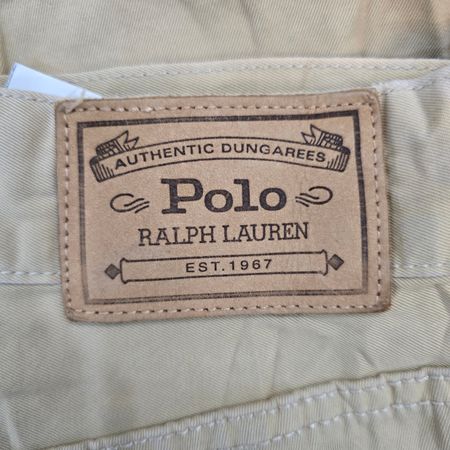 AUTHENTIC DUNGAREES
Polo
RALPH LAUREN
EST. 1967